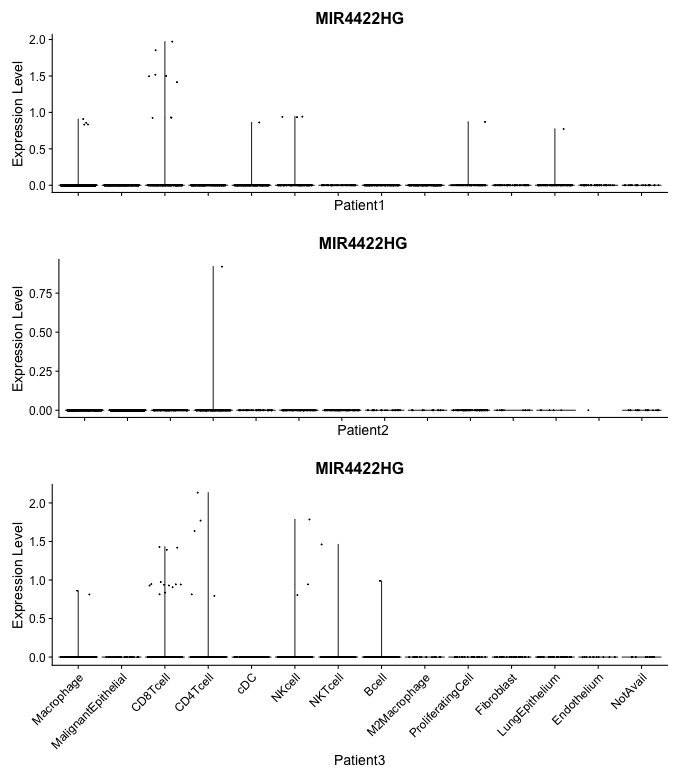 MIR4422HG
Expression Level
2.0
1.5
1.0
0.5
0.0
Patient1
MIR4422HG
Expression Level
0.75
0.50
0.25
0.00
Patient2
MIR4422HG
Expression Level
2.0
1.5
1.0
0.5
0.0
Macrophage
MalignantEpithelial
CD8Tcell
CD4Tcell
cDC
NKcell
NKTcell
Bcell
M2Macrophage
ProliferatingCell
Fibroblast
LungEpithelium
Endothelium
NotAvail
Patient3